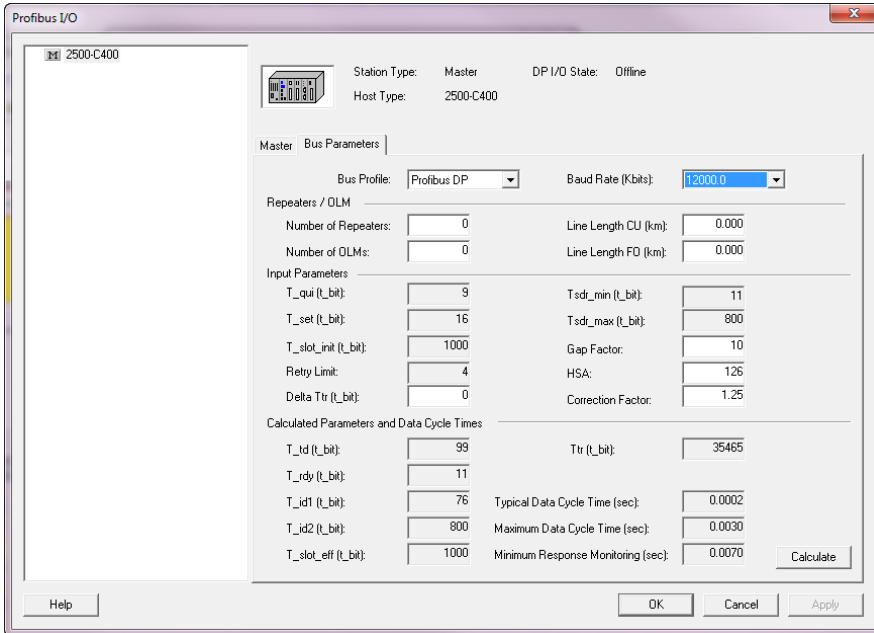 Profibus I/O
M 2500-C400
Station Type: Master DP I/O State: Offline
Host Type: 2500-C400
Master Bus Parameters
Bus Profile: Profibus DP Baud Rate (Kbits): 12000.0
Repeaters / OLM
Number of Repeaters: 0 Line Length CU (km): 0.000
Number of OLMs: 0 Line Length FO (km): 0.000
Input Parameters
T_qui (t_bit): 9 Tsdr_min (t_bit): 11
T_set (t_bit): 16 Tsdr_max (t_bit): 800
T_slot_init (t_bit): 1000 Gap Factor: 10
Retry Limit: 4 HSA: 126
Delta Ttr (t_bit): 0 Correction Factor: 1.25
Calculated Parameters and Data Cycle Times
T_td (t_bit): 99 Ttr (t_bit): 35465
T_rdy (t_bit): 11
T_id1 (t_bit): 76 Typical Data Cycle Time (sec): 0.0002
T_id2 (t_bit): 800 Maximum Data Cycle Time (sec): 0.0030
T_slot_eff (t_bit): 1000 Minimum Response Monitoring (sec): 0.0070
Calculate
Help OK Cancel Apply